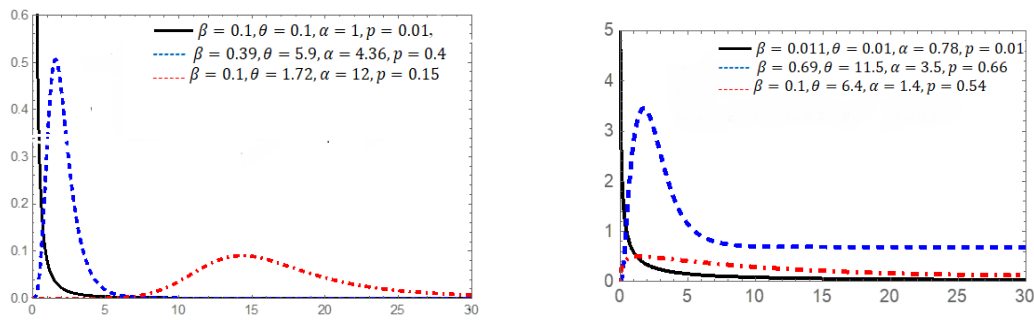 β = 0.1, θ = 0.1, α = 1, p = 0.01,
β = 0.39, θ = 5.9, α = 4.36, p = 0.4
β = 0.1, θ = 1.72, α = 12, p = 0.15
0.6
0.5
0.4
0.3
0.2
0.1
0.0
0 5 10 15 20 25 30
β = 0.011, θ = 0.01, α = 0.78, p = 0.01
β = 0.69, θ = 11.5, α = 3.5, p = 0.66
β = 0.1, θ = 6.4, α = 1.4, p = 0.54
5
4
3
2
1
0
0 5 10 15 20 25 30